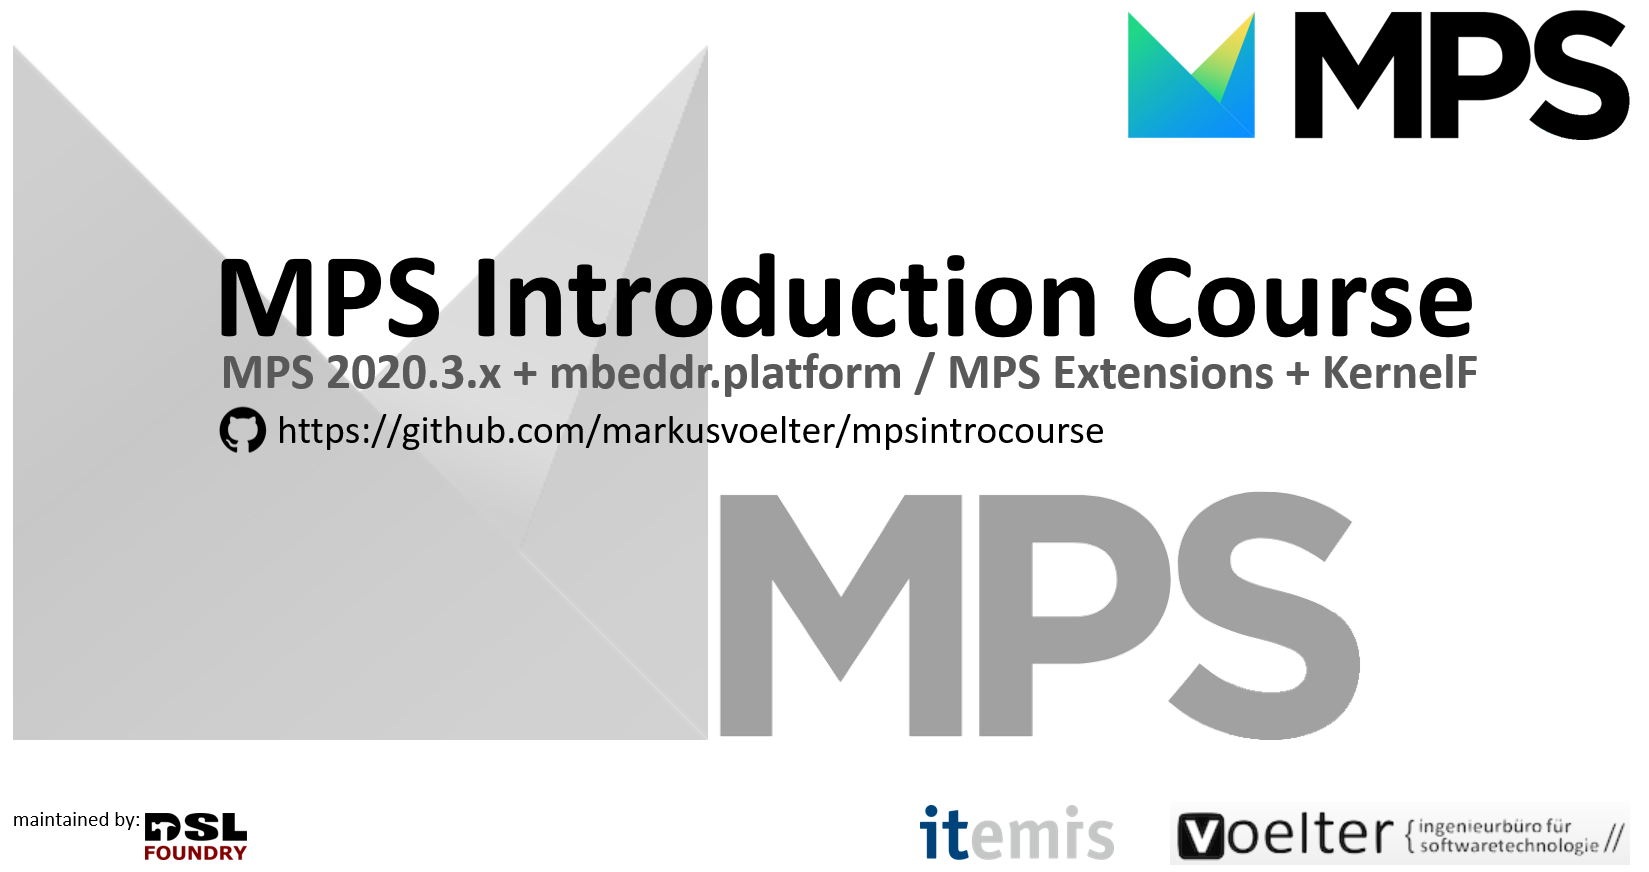 MPS
MPS Introduction Course
MPS 2020.3.x + mbeddr.platform / MPS Extensions + KernelF
https://github.com/markusvoelter/mpsintrocourse
MPS
maintained by:
DSL
FOUNDRY
itemis
voelter { ingenieurbüro für
softwaretechnologie //